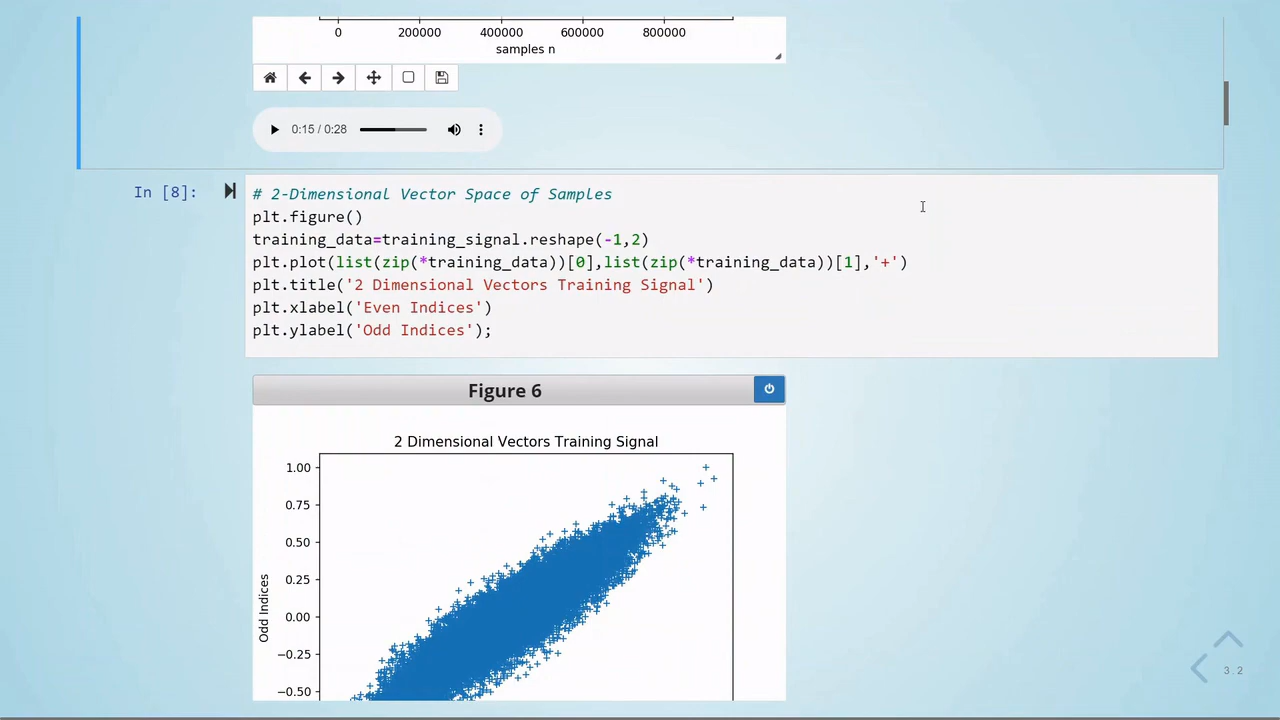 0 200000 400000 600000 800000
samples n
0:15 / 0:28
In [8]:
# 2-Dimensional Vector Space of Samples
plt.figure()
training_data=training_signal.reshape(-1,2)
plt.plot(list(zip(*training_data))[0],list(zip(*training_data))[1],'+')
plt.title('2 Dimensional Vectors Training Signal')
plt.xlabel('Even Indices')
plt.ylabel('Odd Indices');
Figure 6
2 Dimensional Vectors Training Signal
1.00
0.75
0.50
0.25
0.00
−0.25
−0.50
Odd Indices
3.2